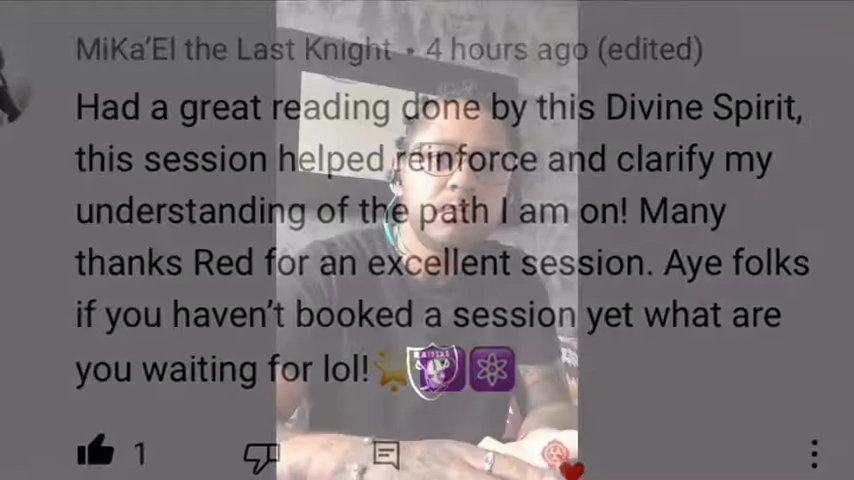 MiKa'El the Last Knight • 4 hours ago (edited)
Had a great reading done by this Divine Spirit,
this session helped reinforce and clarify my
understanding of the path I am on! Many
thanks Red for an excellent session. Aye folks
if you haven't booked a session yet what are
you waiting for lol!
RAIDERS
1